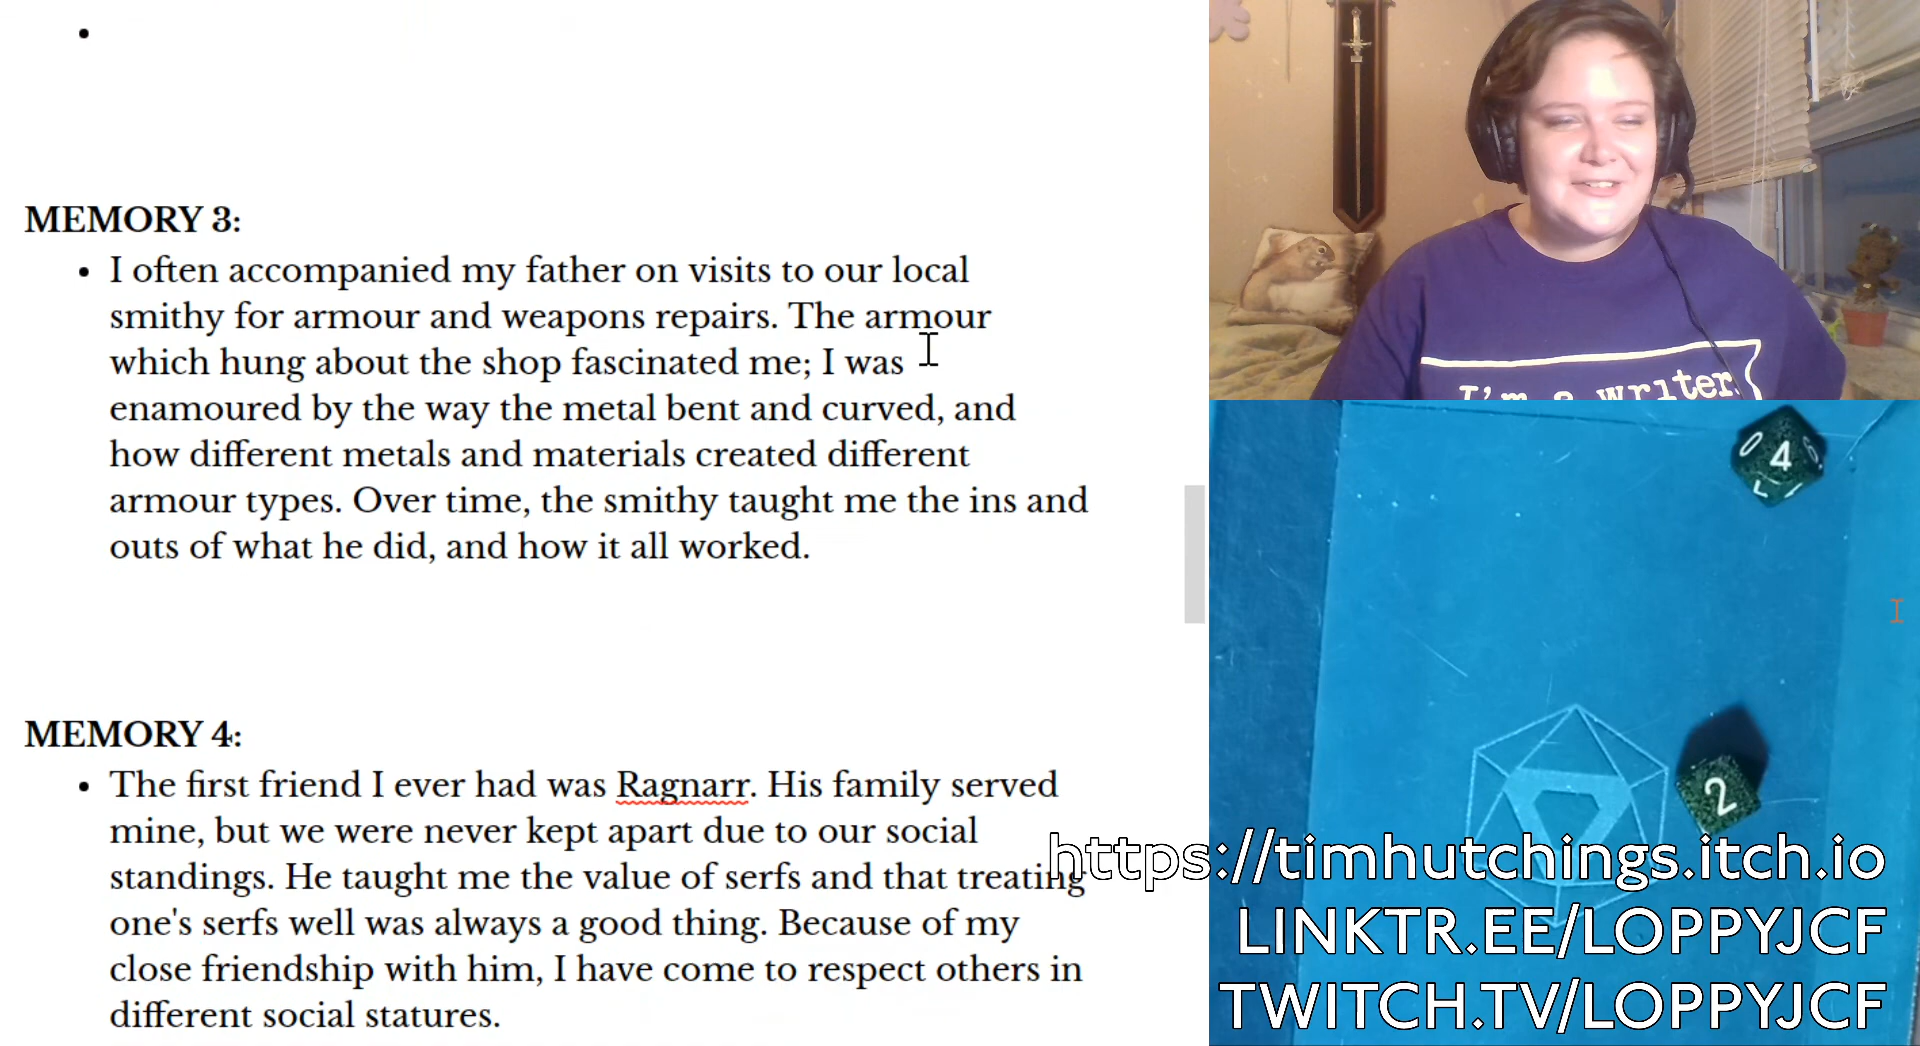 MEMORY 3:
• I often accompanied my father on visits to our local
smithy for armour and weapons repairs. The armour
which hung about the shop fascinated me; I was
enamoured by the way the metal bent and curved, and
how different metals and materials created different
armour types. Over time, the smithy taught me the ins and
outs of what he did, and how it all worked.
MEMORY 4:
• The first friend I ever had was Ragnarr. His family served
mine, but we were never kept apart due to our social
standings. He taught me the value of serfs and that treating
one's serfs well was always a good thing. Because of my
close friendship with him, I have come to respect others in
different social statures.
I'm a writer
4
2
https://timhutchings.itch.io
LINKTR.EE/LOPPYJCF
TWITCH.TV/LOPPYJCF